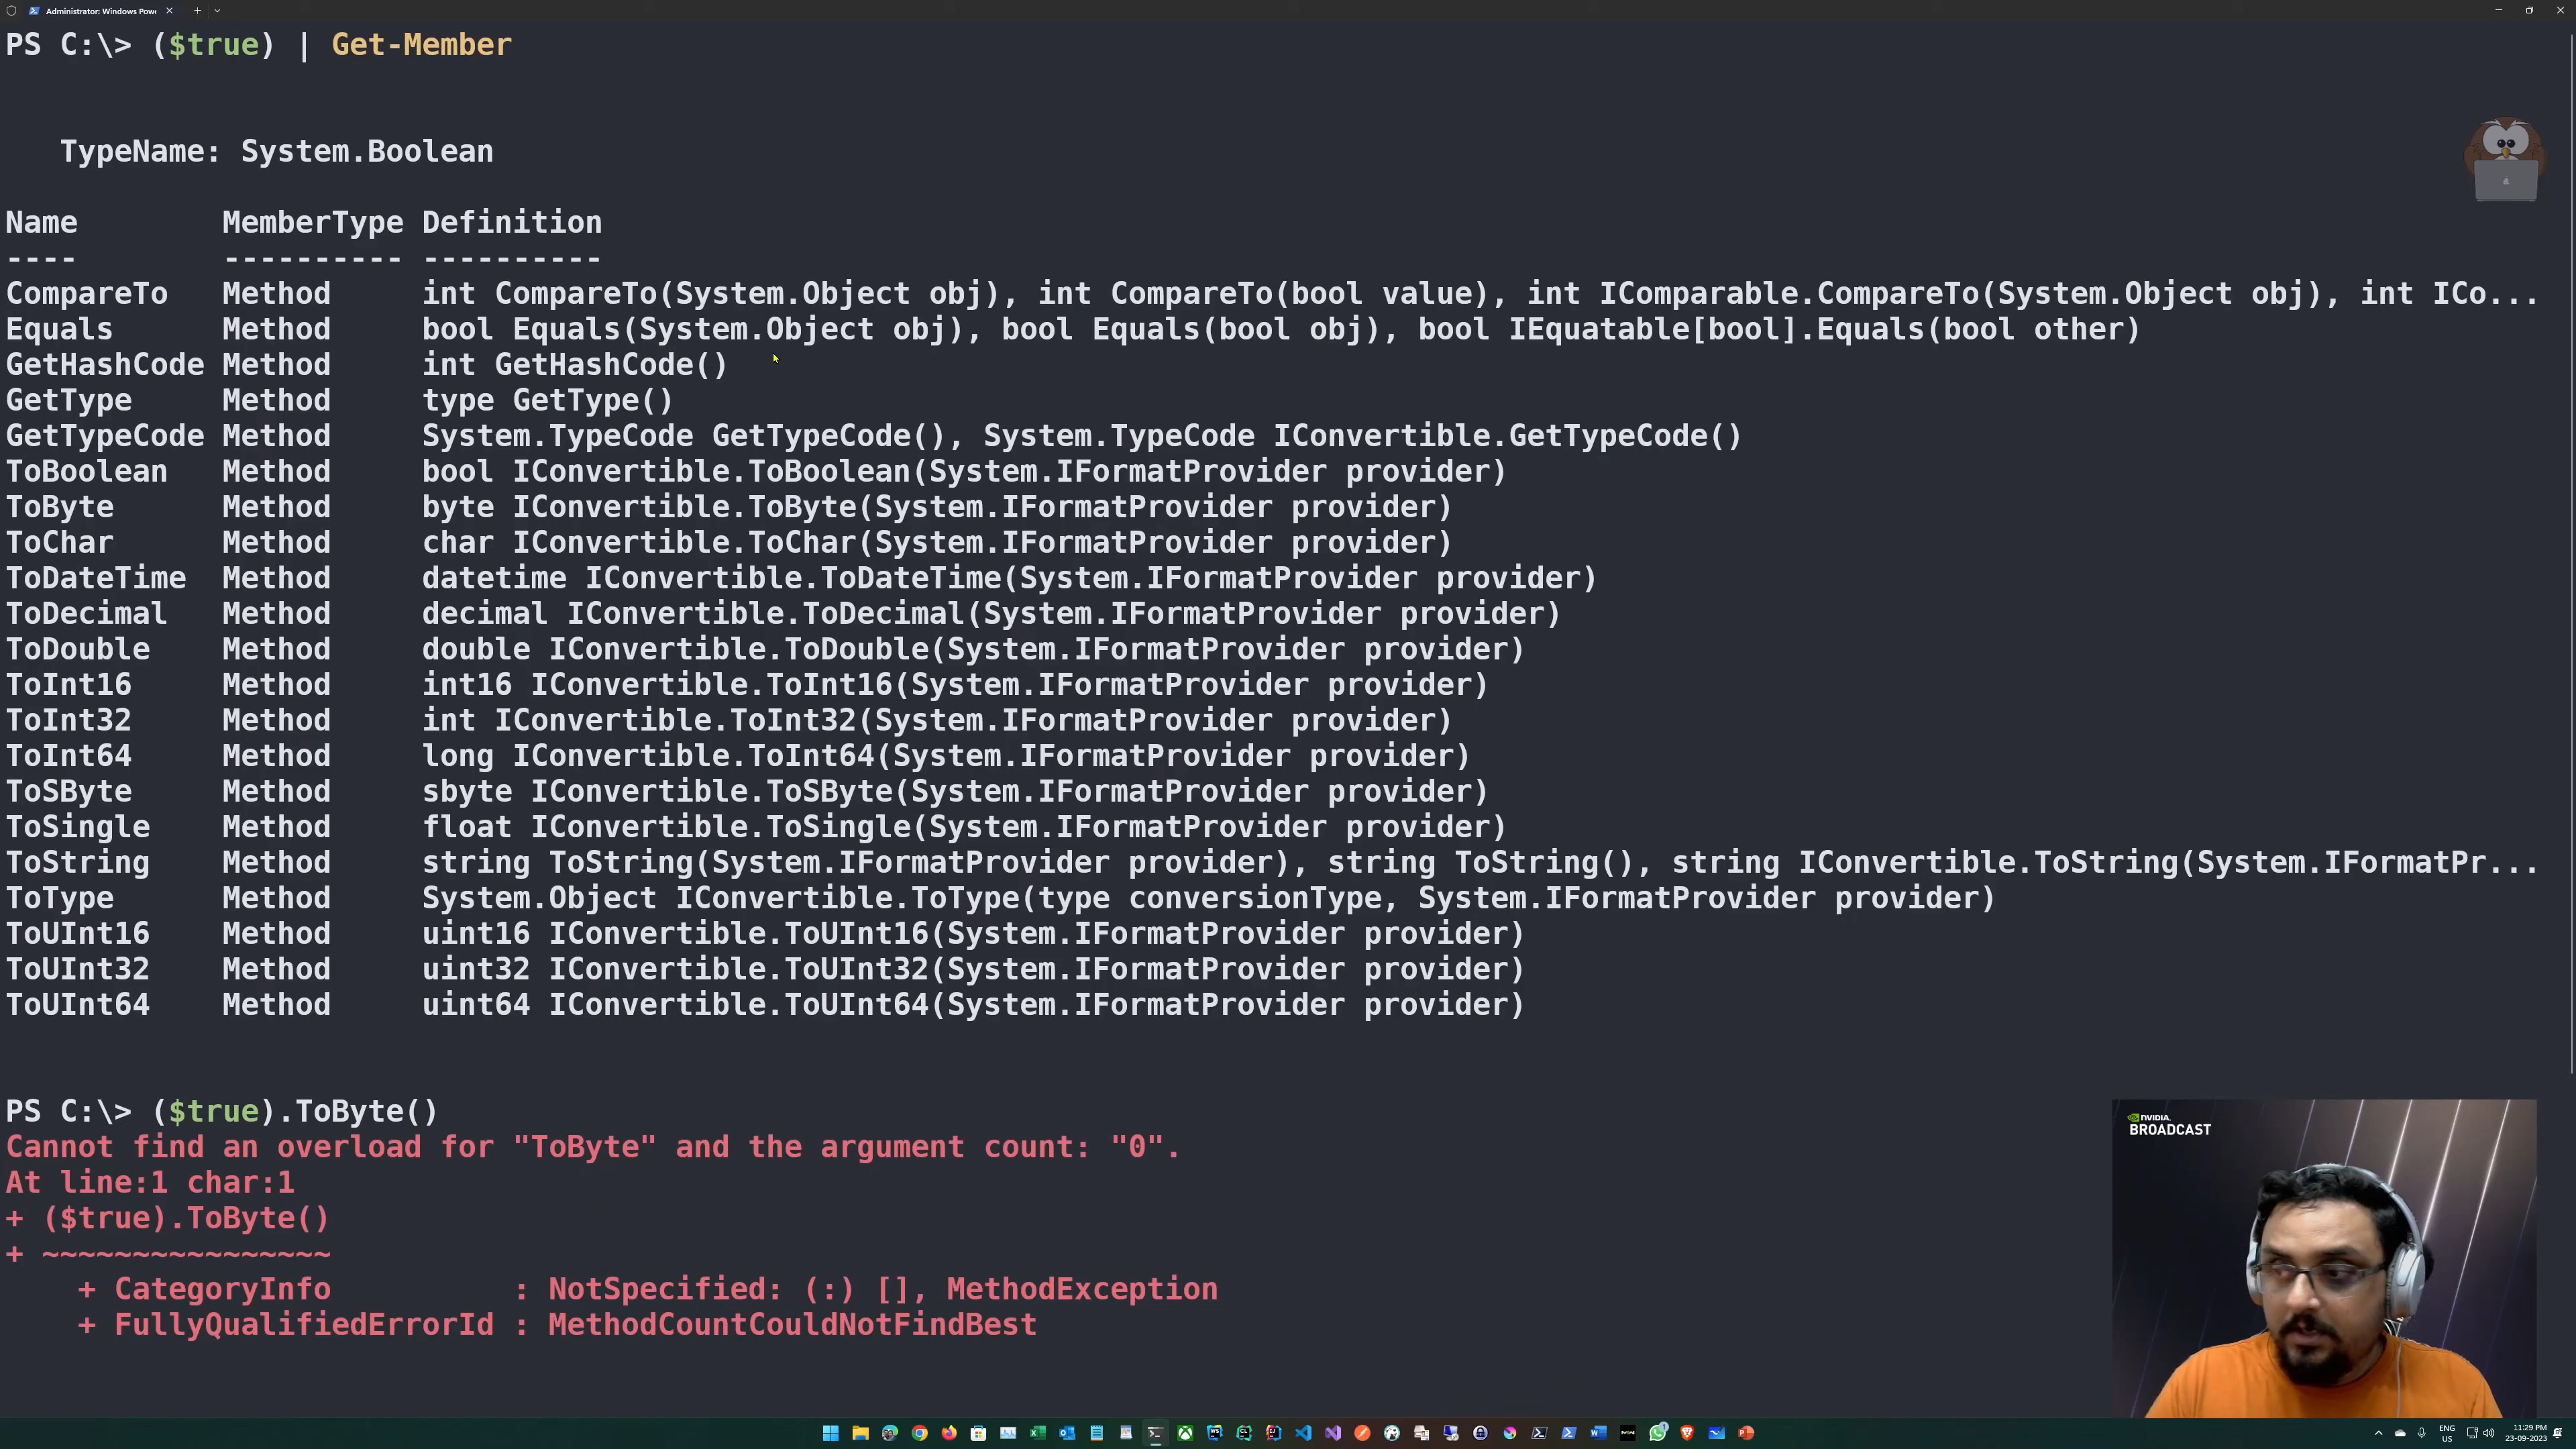 Administrator: Windows Pow
PS C:\> ($true) | Get-Member
TypeName: System.Boolean
Name MemberType Definition
---- ---------- ----------
CompareTo Method int CompareTo(System.Object obj), int CompareTo(bool value), int IComparable.CompareTo(System.Object obj), int ICo...
Equals Method bool Equals(System.Object obj), bool Equals(bool obj), bool IEquatable[bool].Equals(bool other)
GetHashCode Method int GetHashCode()
GetType Method type GetType()
GetTypeCode Method System.TypeCode GetTypeCode(), System.TypeCode IConvertible.GetTypeCode()
ToBoolean Method bool IConvertible.ToBoolean(System.IFormatProvider provider)
ToByte Method byte IConvertible.ToByte(System.IFormatProvider provider)
ToChar Method char IConvertible.ToChar(System.IFormatProvider provider)
ToDateTime Method datetime IConvertible.ToDateTime(System.IFormatProvider provider)
ToDecimal Method decimal IConvertible.ToDecimal(System.IFormatProvider provider)
ToDouble Method double IConvertible.ToDouble(System.IFormatProvider provider)
ToInt16 Method int16 IConvertible.ToInt16(System.IFormatProvider provider)
ToInt32 Method int IConvertible.ToInt32(System.IFormatProvider provider)
ToInt64 Method long IConvertible.ToInt64(System.IFormatProvider provider)
ToSByte Method sbyte IConvertible.ToSByte(System.IFormatProvider provider)
ToSingle Method float IConvertible.ToSingle(System.IFormatProvider provider)
ToString Method string ToString(System.IFormatProvider provider), string ToString(), string IConvertible.ToString(System.IFormatPr...
ToType Method System.Object IConvertible.ToType(type conversionType, System.IFormatProvider provider)
ToUInt16 Method uint16 IConvertible.ToUInt16(System.IFormatProvider provider)
ToUInt32 Method uint32 IConvertible.ToUInt32(System.IFormatProvider provider)
ToUInt64 Method uint64 IConvertible.ToUInt64(System.IFormatProvider provider)
PS C:\> ($true).ToByte()
Cannot find an overload for "ToByte" and the argument count: "0".
At line:1 char:1
+ ($true).ToByte()
+ ~~~~~~~~~~~~~~~~
+ CategoryInfo : NotSpecified: (:) [], MethodException
+ FullyQualifiedErrorId : MethodCountCouldNotFindBest
NVIDIA.
BROADCAST
ENG
US
11:29 PM
23-09-2023